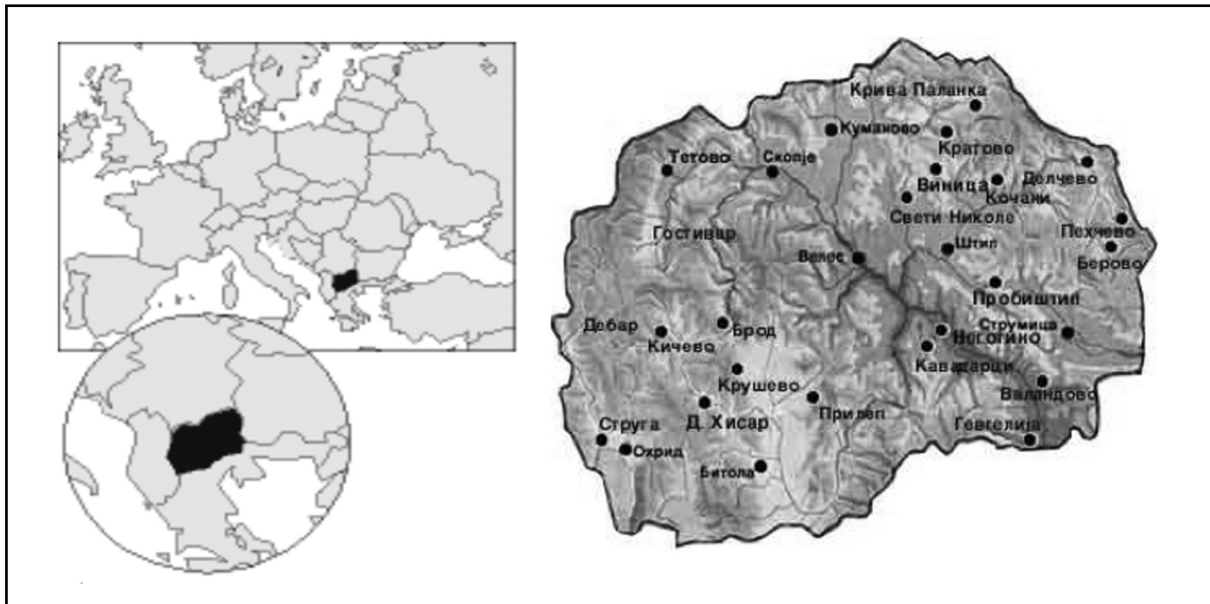 Крива Паланка
Куманово
Кратово
Тетово
Скопје
Делчево
Виница
Кочани
Свети Николе
Пехчево
Гостивар
Штип
Велес
Берово
Пробиштип
Дебар
Брод
Струмица
Неготино
Кичево
Кавадарци
Крушево
Валандово
Прилеп
Д. Хисар
Струга
Гевгелија
Охрид
Битола